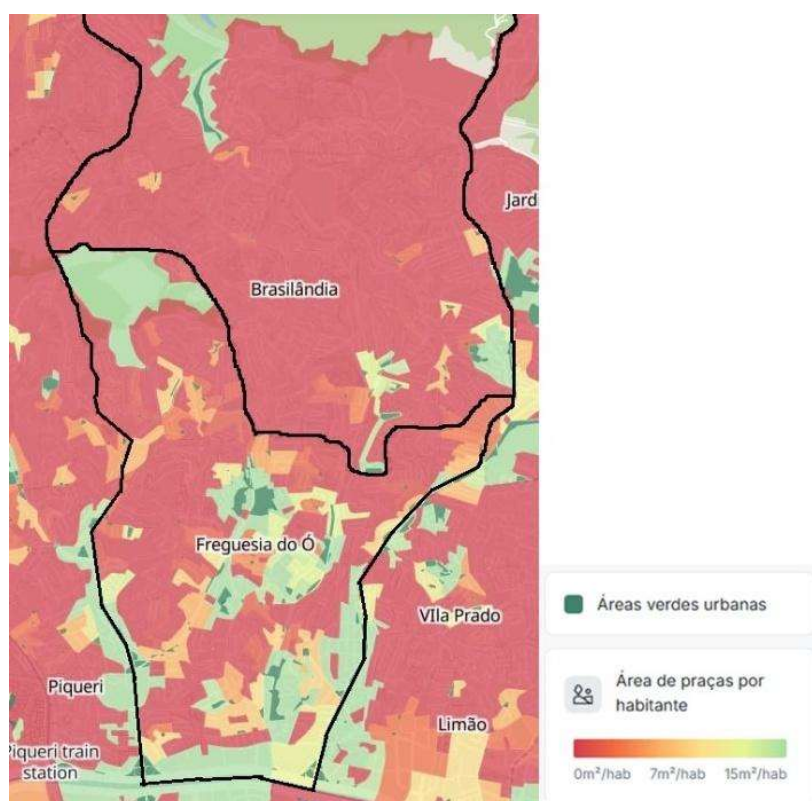 Jard
Brasilândia
Freguesia do Ó
VIla Prado
Piqueri
Limão
Piqueri train
station
Áreas verdes urbanas
Área de praças por
habitante
0m²/hab 7m²/hab 15m²/hab